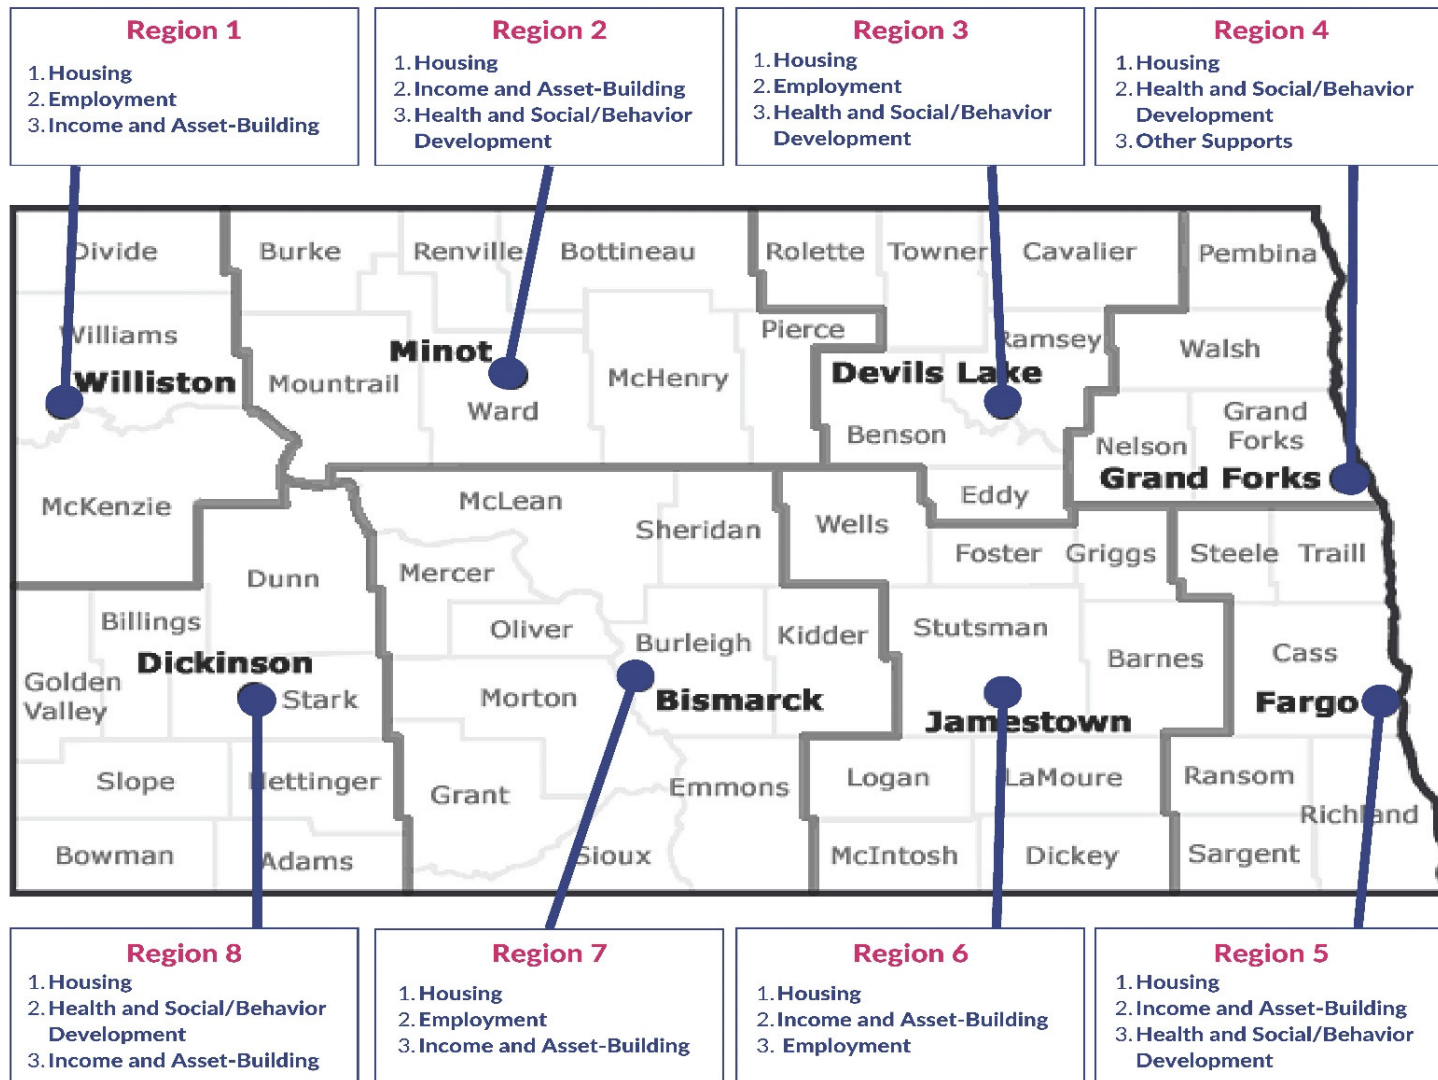 Region 1
1. Housing
2. Employment
3. Income and Asset-Building
Region 2
1. Housing
2. Income and Asset-Building
3. Health and Social/Behavior
Development
Region 3
1. Housing
2. Employment
3. Health and Social/Behavior
Development
Region 4
1. Housing
2. Health and Social/Behavior
Development
3. Other Supports
Divide
Burke
Renville
Bottineau
Rolette
Towner
Cavalier
Pembina
Williams
Williston
Minot
Mountrail
Ward
McHenry
Pierce
Ramsey
Devils Lake
Benson
Walsh
Grand
Forks
Nelson
Grand Forks
McKenzie
McLean
Sheridan
Wells
Eddy
Foster
Griggs
Steele
Traill
Dunn
Mercer
Billings
Oliver
Burleigh
Kidder
Stutsman
Barnes
Cass
Dickinson
Golden
Valley
Stark
Morton
Bismarck
Jamestown
Fargo
Slope
Hettinger
Grant
Emmons
Logan
LaMoure
Ransom
Richland
Bowman
Adams
Sioux
McIntosh
Dickey
Sargent
Region 8
1. Housing
2. Health and Social/Behavior
Development
3. Income and Asset-Building
Region 7
1. Housing
2. Employment
3. Income and Asset-Building
Region 6
1. Housing
2. Income and Asset-Building
3. Employment
Region 5
1. Housing
2. Income and Asset-Building
3. Health and Social/Behavior
Development